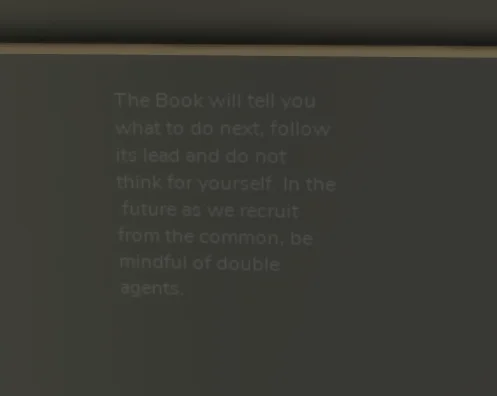 The Book will tell you
what to do next, follow
its lead and do not
think for yourself. In the
future as we recruit
from the common, be
mindful of double
agents.